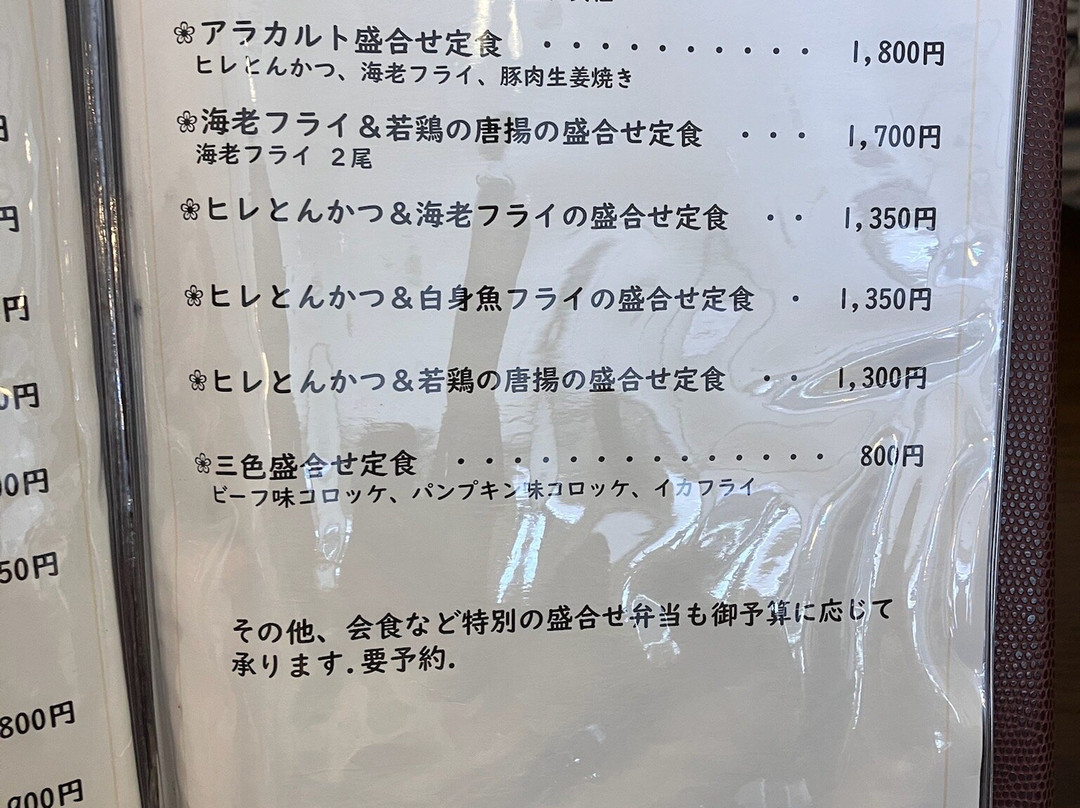 ❀アラカルト盛合せ定食 ・・・・・・・・・・ 1,800円
ヒレとんかつ、海老フライ、豚肉生姜焼き
❀海老フライ＆若鶏の唐揚の盛合せ定食 ・・・ 1,700円
海老フライ 2尾
❀ヒレとんかつ＆海老フライの盛合せ定食 ・・ 1,350円
❀ヒレとんかつ＆白身魚フライの盛合せ定食 ・ 1,350円
❀ヒレとんかつ＆若鶏の唐揚の盛合せ定食 ・・ 1,300円
❀三色盛合せ定食 ・・・・・・・・・・・・・・ 800円
ビーフ味コロッケ、パンプキン味コロッケ、イカフライ
その他、会食など特別の盛合せ弁当も御予算に応じて
承ります.要予約.